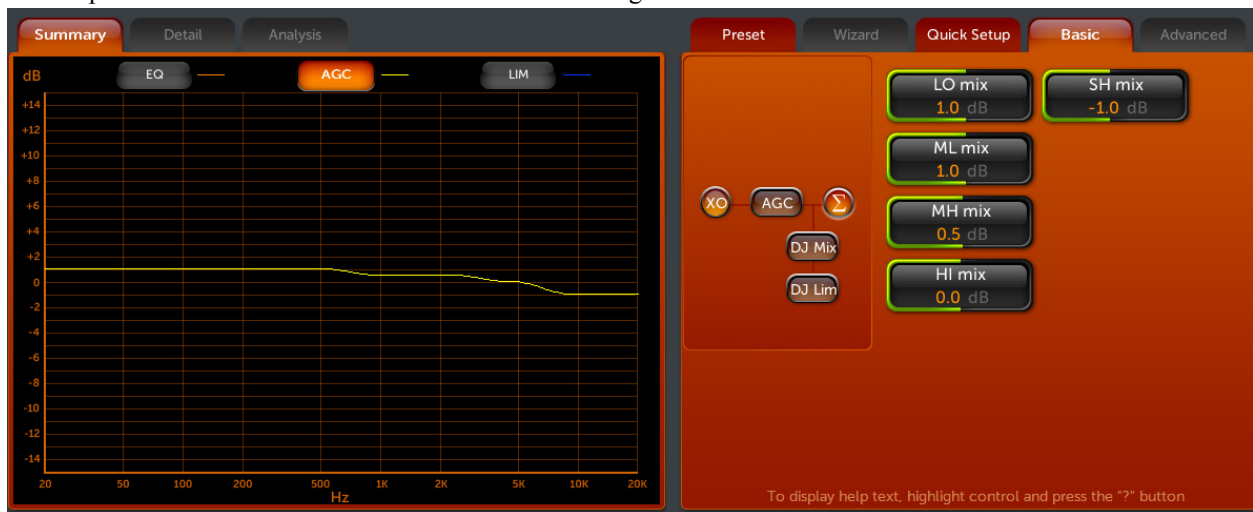 Summary Detail Analysis
dB EQ AGC LIM
+14
+12
+10
+8
+6
+4
+2
0
-2
-4
-6
-8
-10
-12
-14
20 50 100 200 500 1K 2K 5K 10K 20K
Hz
Preset Wizard Quick Setup Basic Advanced
XO AGC Σ
DJ Mix
DJ Lim
LO mix
1.0 dB
SH mix
-1.0 dB
ML mix
1.0 dB
MH mix
0.5 dB
HI mix
0.0 dB
To display help text, highlight control and press the "?" button